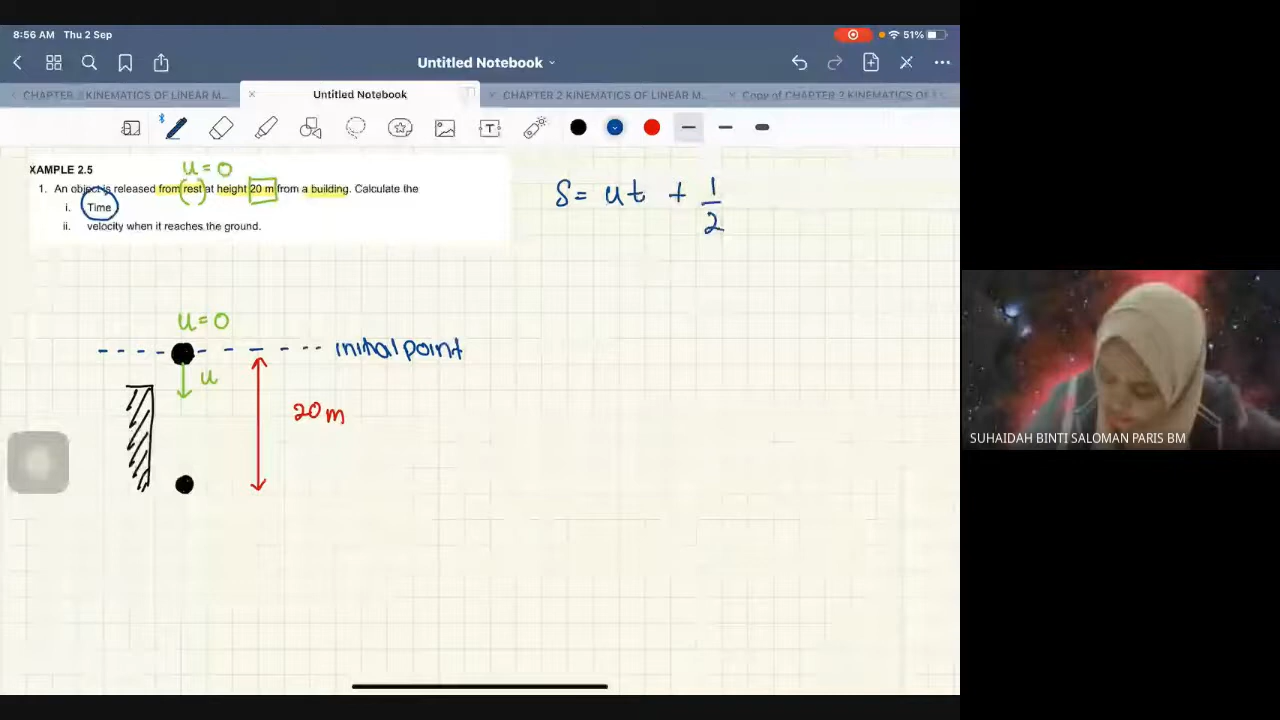 8:56 AM Thu 2 Sep
51%
Untitled Notebook
CHAPTER 2 KINEMATICS OF LINEAR M...
Untitled Notebook
CHAPTER 2 KINEMATICS OF LINEAR M...
Copy of CHAPTER 2 KINEMATICS OF
XAMPLE 2.5
u = 0
1. An object is released from rest at height 20 m from a building. Calculate the
i. Time
ii. velocity when it reaches the ground.
S = ut + 1/2
u = 0
initial point
u
20 m
SUHAIDAH BINTI SALOMAN PARIS BM